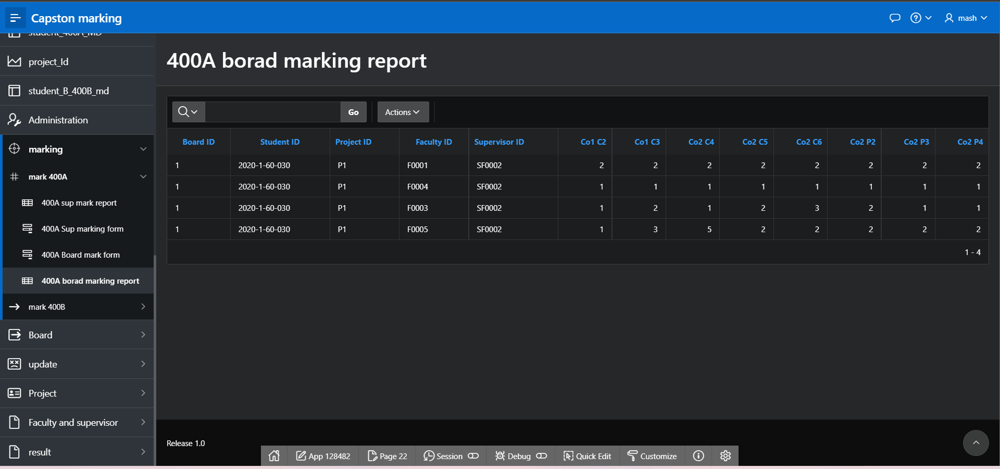 Capston marking
mash
student_400A_MD
project_Id
student_B_400B_md
Administration
marking
mark 400A
400A sup mark report
400A Sup marking form
400A Board mark form
400A borad marking report
mark 400B
Board
update
Project
Faculty and supervisor
result
400A borad marking report
Go
Actions
Board ID Student ID Project ID Faculty ID Supervisor ID Co1 C2 Co1 C3 Co2 C4 Co2 C5 Co2 C6 Co2 P2 Co2 P3 Co2 P4
1 2020-1-60-030 P1 F0001 SF0002 2 2 2 2 2 2 2 2
1 2020-1-60-030 P1 F0004 SF0002 1 1 1 1 1 1 1 1
1 2020-1-60-030 P1 F0003 SF0002 1 2 1 2 3 2 1 1
1 2020-1-60-030 P1 F0005 SF0002 1 3 5 2 2 2 2 2
1 - 4
Release 1.0
App 128482 Page 22 Session Debug Quick Edit Customize